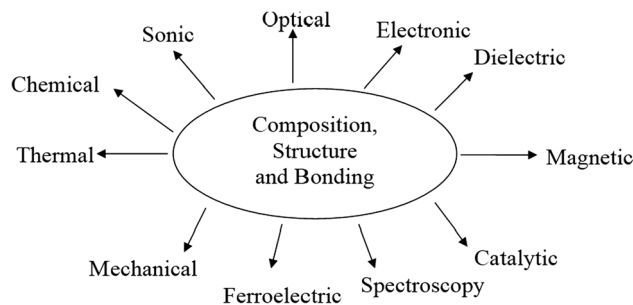 Optical
Electronic
Sonic
Dielectric
Chemical
Composition,
Structure
and Bonding
Thermal
Magnetic
Mechanical
Catalytic
Ferroelectric
Spectroscopy